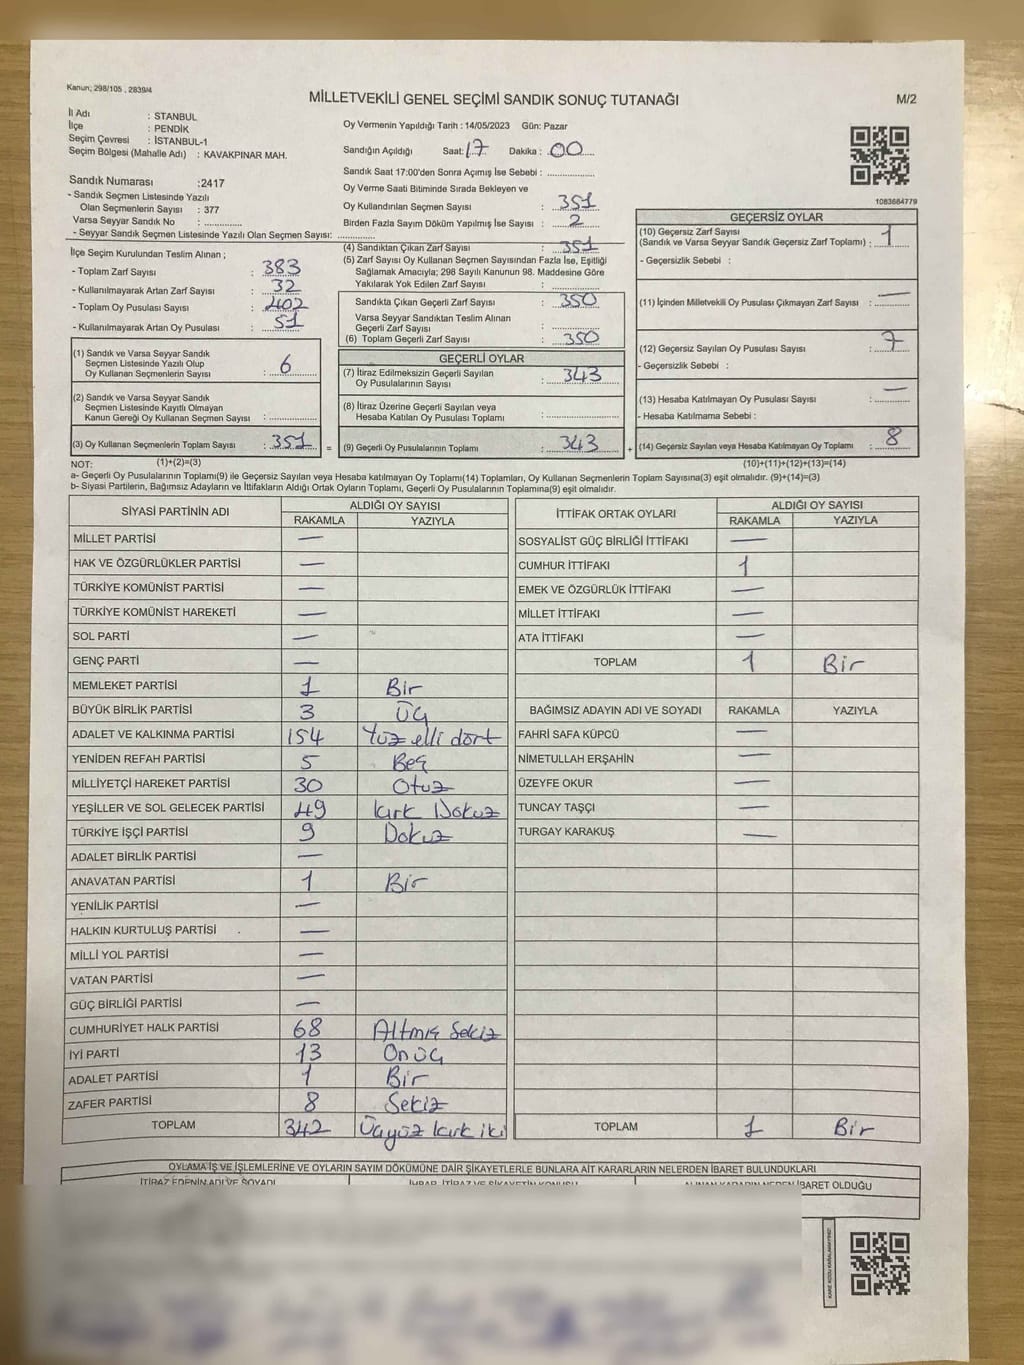 Kanun; 298/105 , 2839/4
MİLLETVEKİLİ GENEL SEÇİMİ SANDIK SONUÇ TUTANAĞI
M/2
İl Adı : STANBUL
İlçe : PENDİK
Seçim Çevresi : İSTANBUL-1
Seçim Bölgesi (Mahalle Adı) : KAVAKPINAR MAH.
Oy Vermenin Yapıldığı Tarih : 14/05/2023 Gün: Pazar
Sandığın Açıldığı Saat: 17 Dakika : 00
Sandık Saat 17:00'den Sonra Açımış İse Sebebi :
Sandık Numarası :2417
- Sandık Seçmen Listesinde Yazılı
Olan Seçmenlerin Sayısı : 377
Varsa Seyyar Sandık No :
- Seyyar Sandık Seçmen Listesinde Yazılı Olan Seçmen Sayısı:
Oy Verme Saati Bitiminde Sırada Bekleyen ve
Oy Kullandırılan Seçmen Sayısı : 351
Birden Fazla Sayım Döküm Yapılmış İse Sayısı : 2
1083684779
İlçe Seçim Kurulundan Teslim Alınan ;
- Toplam Zarf Sayısı : 383
- Kullanılmayarak Artan Zarf Sayısı : 32
- Toplam Oy Pusulası Sayısı : 402
- Kullanılmayarak Artan Oy Pusulası : 51
(4) Sandıktan Çıkan Zarf Sayısı : 351
(5) Zarf Sayısı Oy Kullanan Seçmen Sayısından Fazla İse, Eşitliği
Sağlamak Amacıyla; 298 Sayılı Kanunun 98. Maddesine Göre
Yakılarak Yok Edilen Zarf Sayısı :
Sandıkta Çıkan Geçerli Zarf Sayısı : 350
Varsa Seyyar Sandıktan Teslim Alınan
Geçerli Zarf Sayısı :
(6) Toplam Geçerli Zarf Sayısı : 350
GEÇERSİZ OYLAR
(10) Geçersiz Zarf Sayısı
(Sandık ve Varsa Seyyar Sandık Geçersiz Zarf Toplamı) : 1
- Geçersizlik Sebebi :
(11) İçinden Milletvekili Oy Pusulası Çıkmayan Zarf Sayısı : —
(12) Geçersiz Sayılan Oy Pusulası Sayısı : 7
- Geçersizlik Sebebi :
(13) Hesaba Katılmayan Oy Pusulası Sayısı : —
- Hesaba Katılmama Sebebi :
(14) Geçersiz Sayılan veya Hesaba Katılmayan Oy Toplamı : 8
(1) Sandık ve Varsa Seyyar Sandık
Seçmen Listesinde Yazılı Olup
Oy Kullanan Seçmenlerin Sayısı : 6
(2) Sandık ve Varsa Seyyar Sandık
Seçmen Listesinde Kayıtlı Olmayan
Kanun Gereği Oy Kullanan Seçmen Sayısı :
(3) Oy Kullanan Seçmenlerin Toplam Sayısı : 351 =
GEÇERLİ OYLAR
(7) İtiraz Edilmeksizin Geçerli Sayılan
Oy Pusulalarının Sayısı : 343
(8) İtiraz Üzerine Geçerli Sayılan veya
Hesaba Katılan Oy Pusulası Toplamı :
(9) Geçerli Oy Pusulalarının Toplamı : 343 +
NOT: (1)+(2)=(3)
(10)+(11)+(12)+(13)=(14)
a- Geçerli Oy Pusulalarının Toplamı(9) ile Geçersiz Sayılan veya Hesaba katılmayan Oy Toplamı(14) Toplamları, Oy Kullanan Seçmenlerin Toplam Sayısına(3) eşit olmalıdır. (9)+(14)=(3)
b- Siyasi Partilerin, Bağımsız Adayların ve İttifakların Aldığı Ortak Oyların Toplamı, Geçerli Oy Pusulalarının Toplamına(9) eşit olmalıdır.
SİYASİ PARTİNİN ADI ALDIĞI OY SAYISI
RAKAMLA YAZIYLA
MİLLET PARTİSİ —
HAK VE ÖZGÜRLÜKLER PARTİSİ —
TÜRKİYE KOMÜNİST PARTİSİ —
TÜRKİYE KOMÜNİST HAREKETİ —
SOL PARTİ —
GENÇ PARTİ —
MEMLEKET PARTİSİ 1 Bir
BÜYÜK BİRLİK PARTİSİ 3 Üç
ADALET VE KALKINMA PARTİSİ 154 Yüz elli dört
YENİDEN REFAH PARTİSİ 5 Beş
MİLLİYETÇİ HAREKET PARTİSİ 30 Otuz
YEŞİLLER VE SOL GELECEK PARTİSİ 49 kırk Dokuz
TÜRKİYE İŞÇİ PARTİSİ 9 Dokuz
ADALET BİRLİK PARTİSİ —
ANAVATAN PARTİSİ 1 Bir
YENİLİK PARTİSİ —
HALKIN KURTULUŞ PARTİSİ —
MİLLİ YOL PARTİSİ —
VATAN PARTİSİ —
GÜÇ BİRLİĞİ PARTİSİ —
CUMHURİYET HALK PARTİSİ 68 Altmış Sekiz
İYİ PARTİ 13 Onüç
ADALET PARTİSİ 1 Bir
ZAFER PARTİSİ 8 Sekiz
TOPLAM 342 Üçyüz kırk iki
İTTİFAK ORTAK OYLARI ALDIĞI OY SAYISI
RAKAMLA YAZIYLA
SOSYALİST GÜÇ BİRLİĞİ İTTİFAKI —
CUMHUR İTTİFAKI 1
EMEK VE ÖZGÜRLÜK İTTİFAKI —
MİLLET İTTİFAKI —
ATA İTTİFAKI —
TOPLAM 1 Bir
BAĞIMSIZ ADAYIN ADI VE SOYADI RAKAMLA YAZIYLA
FAHRİ SAFA KÜPCÜ —
NİMETULLAH ERŞAHİN —
ÜZEYFE OKUR —
TUNCAY TAŞÇI —
TURGAY KARAKUŞ —
TOPLAM 1 Bir
OYLAMA İŞ VE İŞLEMLERİNE VE OYLARIN SAYIM DÖKÜMÜNE DAİR ŞİKAYETLERLE BUNLARA AİT KARARLARIN NELERDEN İBARET BULUNDUKLARI
İTİRAZ EDENİN ADI VE SOYADI İHBAR, İTİRAZ VE ŞİKAYETİN KONUSU ALINAN KARARIN NEDEN İBARET OLDUĞU